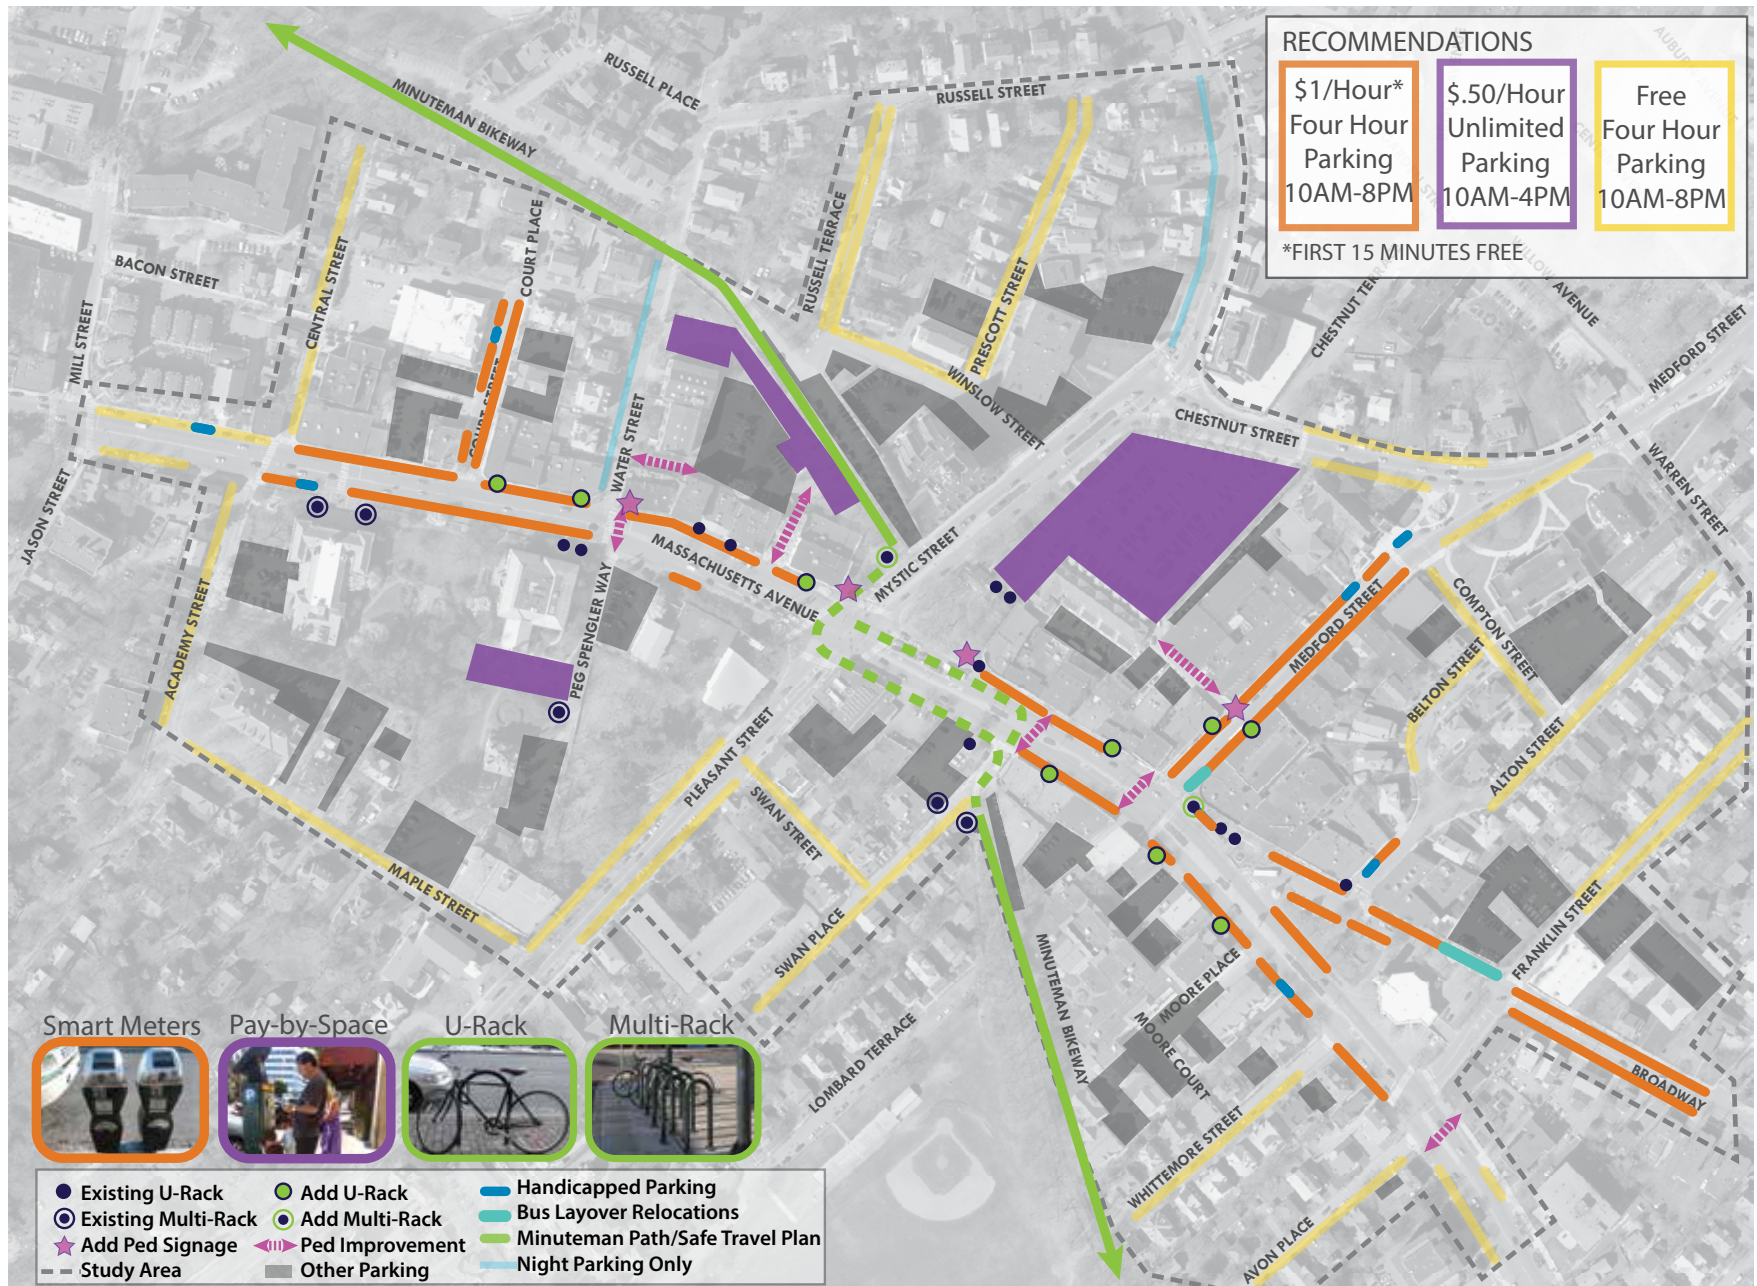 RECOMMENDATIONS
$1/Hour*
Four Hour
Parking
10AM-8PM
$.50/Hour
Unlimited
Parking
10AM-4PM
Free
Four Hour
Parking
10AM-8PM
*FIRST 15 MINUTES FREE
MINUTEMAN BIKEWAY
RUSSELL PLACE
RUSSELL STREET
RUSSELL TERRACE
PRESCOTT STREET
WINSLOW STREET
BACON STREET
MILL STREET
CENTRAL STREET
COURT PLACE
COURT STREET
WATER STREET
CHESTNUT TERRACE
WILLOW AVENUE
MEDFORD STREET
CHESTNUT STREET
WARREN STREET
JASON STREET
MASSACHUSETTS AVENUE
MYSTIC STREET
ACADEMY STREET
PEG SPENGLER WAY
MEDFORD STREET
COMPTON STREET
BELTON STREET
ALTON STREET
PLEASANT STREET
SWAN STREET
MAPLE STREET
SWAN PLACE
FRANKLIN STREET
MINUTEMAN BIKEWAY
MOORE PLACE
MOORE COURT
LOMBARD TERRACE
BROADWAY
WHITTEMORE STREET
AVON PLACE
Smart Meters
Pay-by-Space
U-Rack
Multi-Rack
Existing U-Rack
Add U-Rack
Handicapped Parking
Existing Multi-Rack
Add Multi-Rack
Bus Layover Relocations
Add Ped Signage
Ped Improvement
Minuteman Path/Safe Travel Plan
Study Area
Other Parking
Night Parking Only